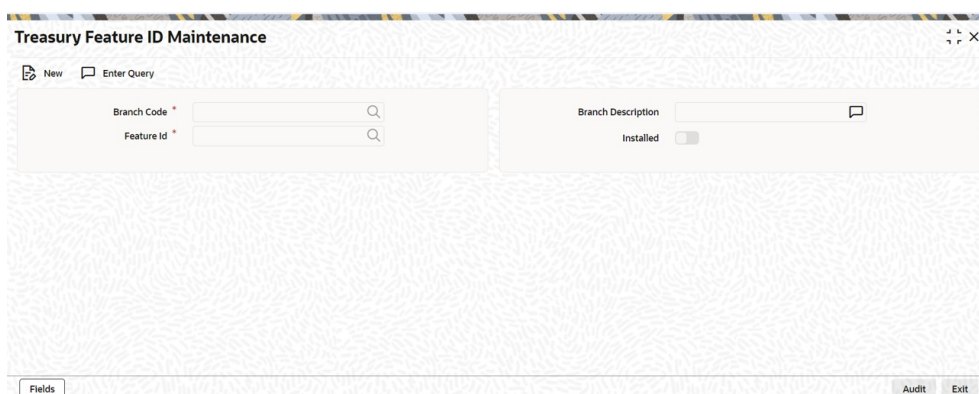 Treasury Feature ID Maintenance
New Enter Query
Branch Code * Branch Description
Feature Id * Installed
Fields Audit Exit